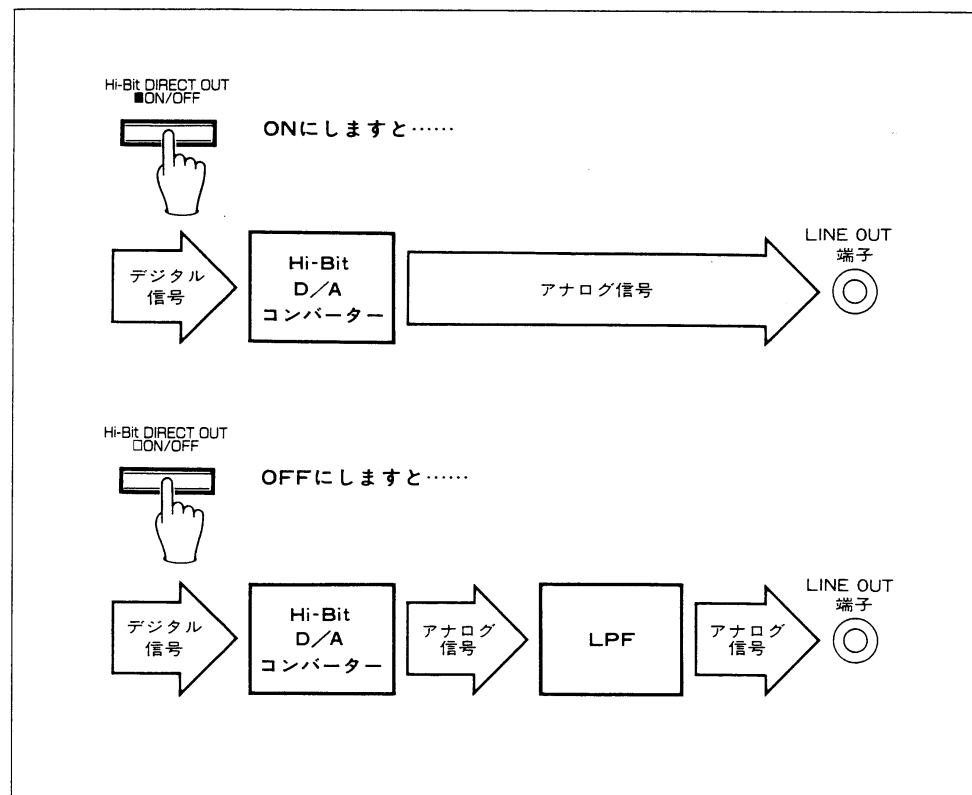 Hi-Bit DIRECT OUT
■ON/OFF
ONにしますと……
デジタル
信号
Hi-Bit
D/A
コンバーター
アナログ信号
LINE OUT
端子
Hi-Bit DIRECT OUT
□ON/OFF
OFFにしますと……
デジタル
信号
Hi-Bit
D/A
コンバーター
アナログ
信号
LPF
アナログ
信号
LINE OUT
端子